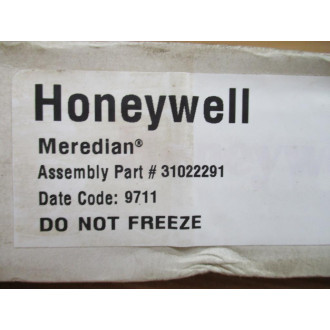 Honeywell
Meredian®
Assembly Part # 31022291
Date Code: 9711
DO NOT FREEZE